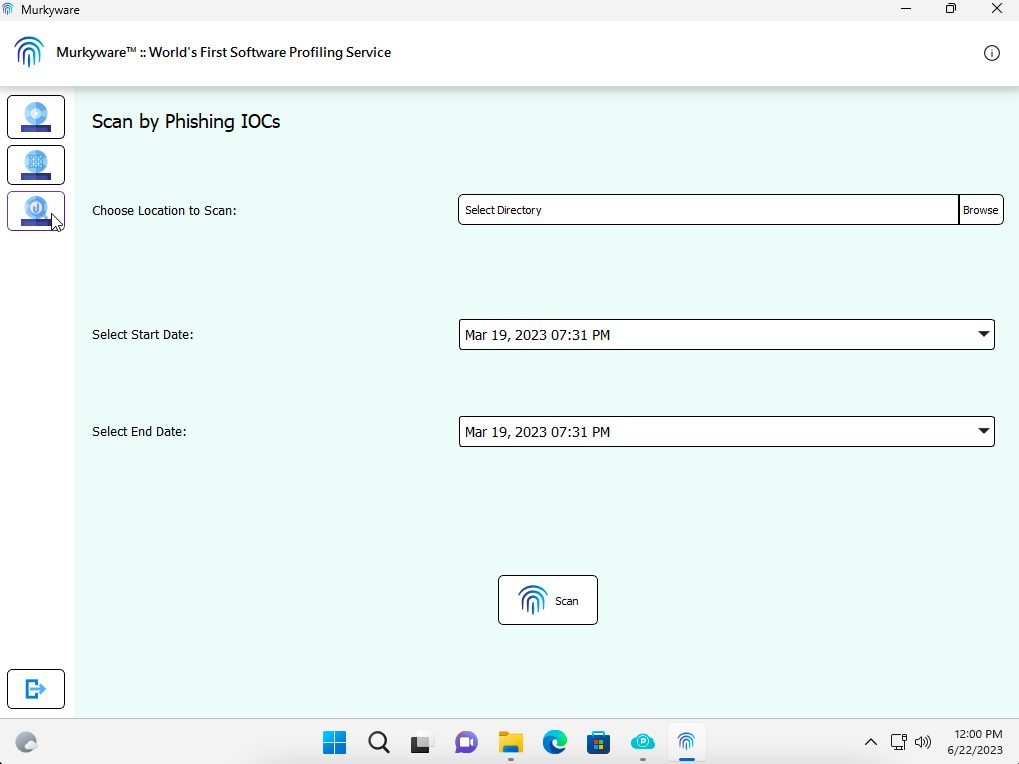 Murkyware
Murkyware™ :: World's First Software Profiling Service
Scan by Phishing IOCs
Choose Location to Scan:
Select Directory
Browse
Select Start Date:
Mar 19, 2023 07:31 PM
Select End Date:
Mar 19, 2023 07:31 PM
Scan
12:00 PM
6/22/2023